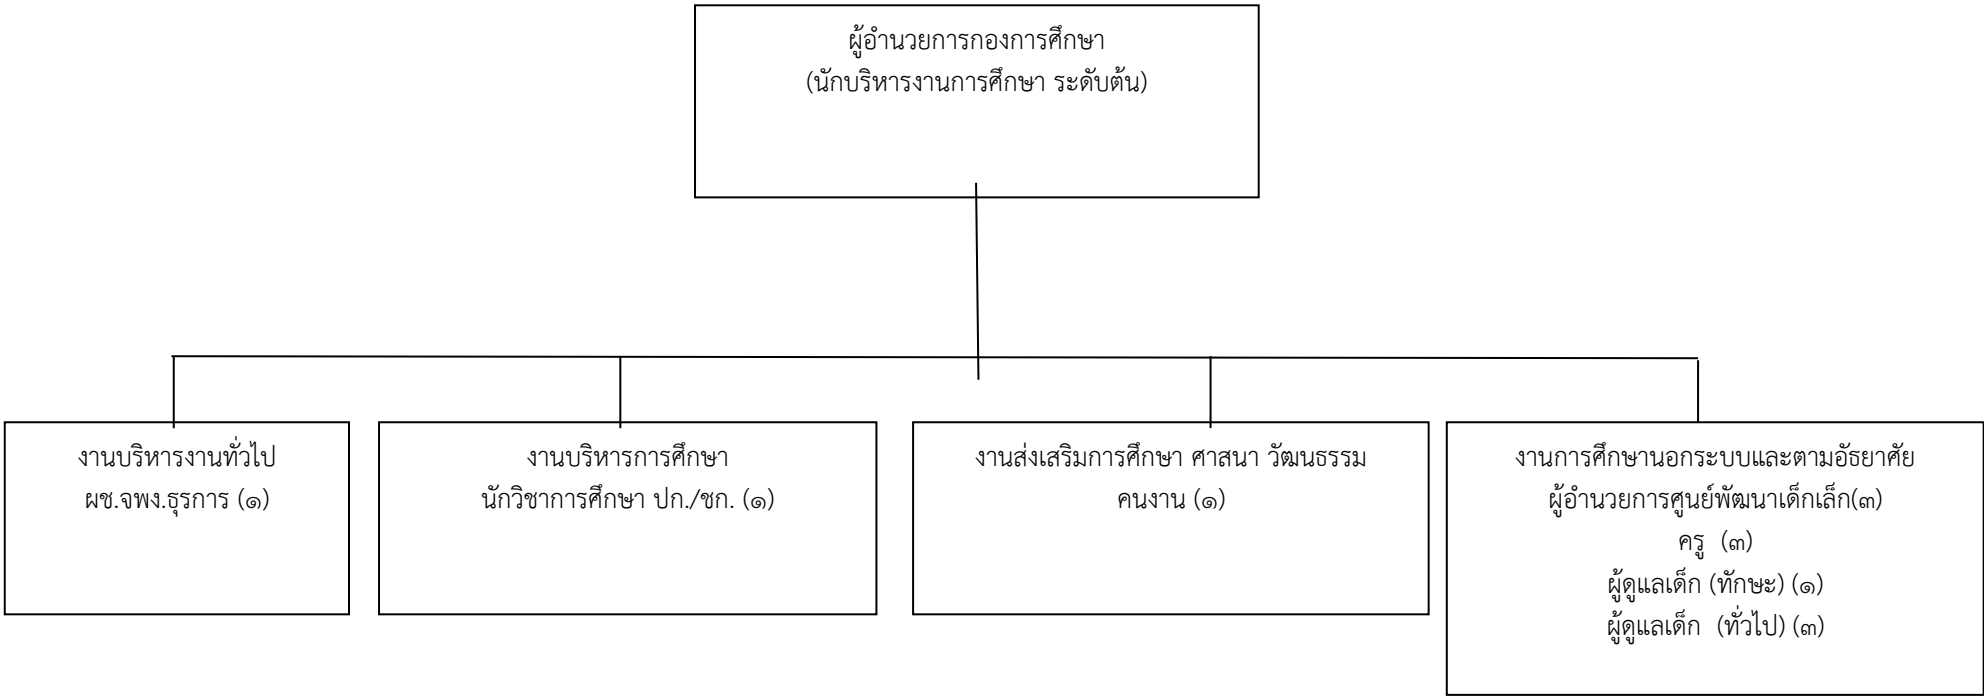 ผู้อำนวยการกองการศึกษา
(นักบริหารงานการศึกษา ระดับต้น)
งานบริหารงานทั่วไป
ผช.จพง.ธุรการ (๑)
งานบริหารการศึกษา
นักวิชาการศึกษา ปก./ชก. (๑)
งานส่งเสริมการศึกษา ศาสนา วัฒนธรรม
คนงาน (๑)
งานการศึกษานอกระบบและตามอัธยาศัย
ผู้อำนวยการศูนย์พัฒนาเด็กเล็ก(๓)
ครู (๓)
ผู้ดูแลเด็ก (ทักษะ) (๑)
ผู้ดูแลเด็ก (ทั่วไป) (๓)